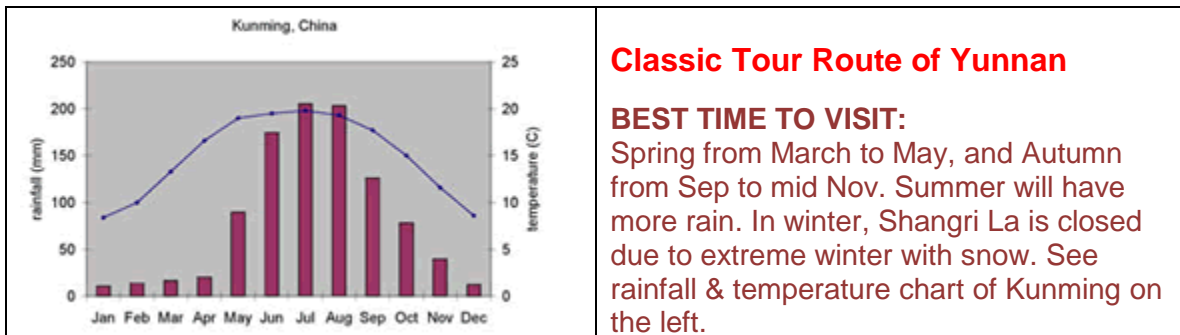 Kunming, China
250
200
150
100
50
0
rainfall (mm)
25
20
15
10
5
0
temperature (C)
Jan Feb Mar Apr May Jun Jul Aug Sep Oct Nov Dec
Classic Tour Route of Yunnan
BEST TIME TO VISIT:
Spring from March to May, and Autumn
from Sep to mid Nov. Summer will have
more rain. In winter, Shangri La is closed
due to extreme winter with snow. See
rainfall & temperature chart of Kunming on
the left.